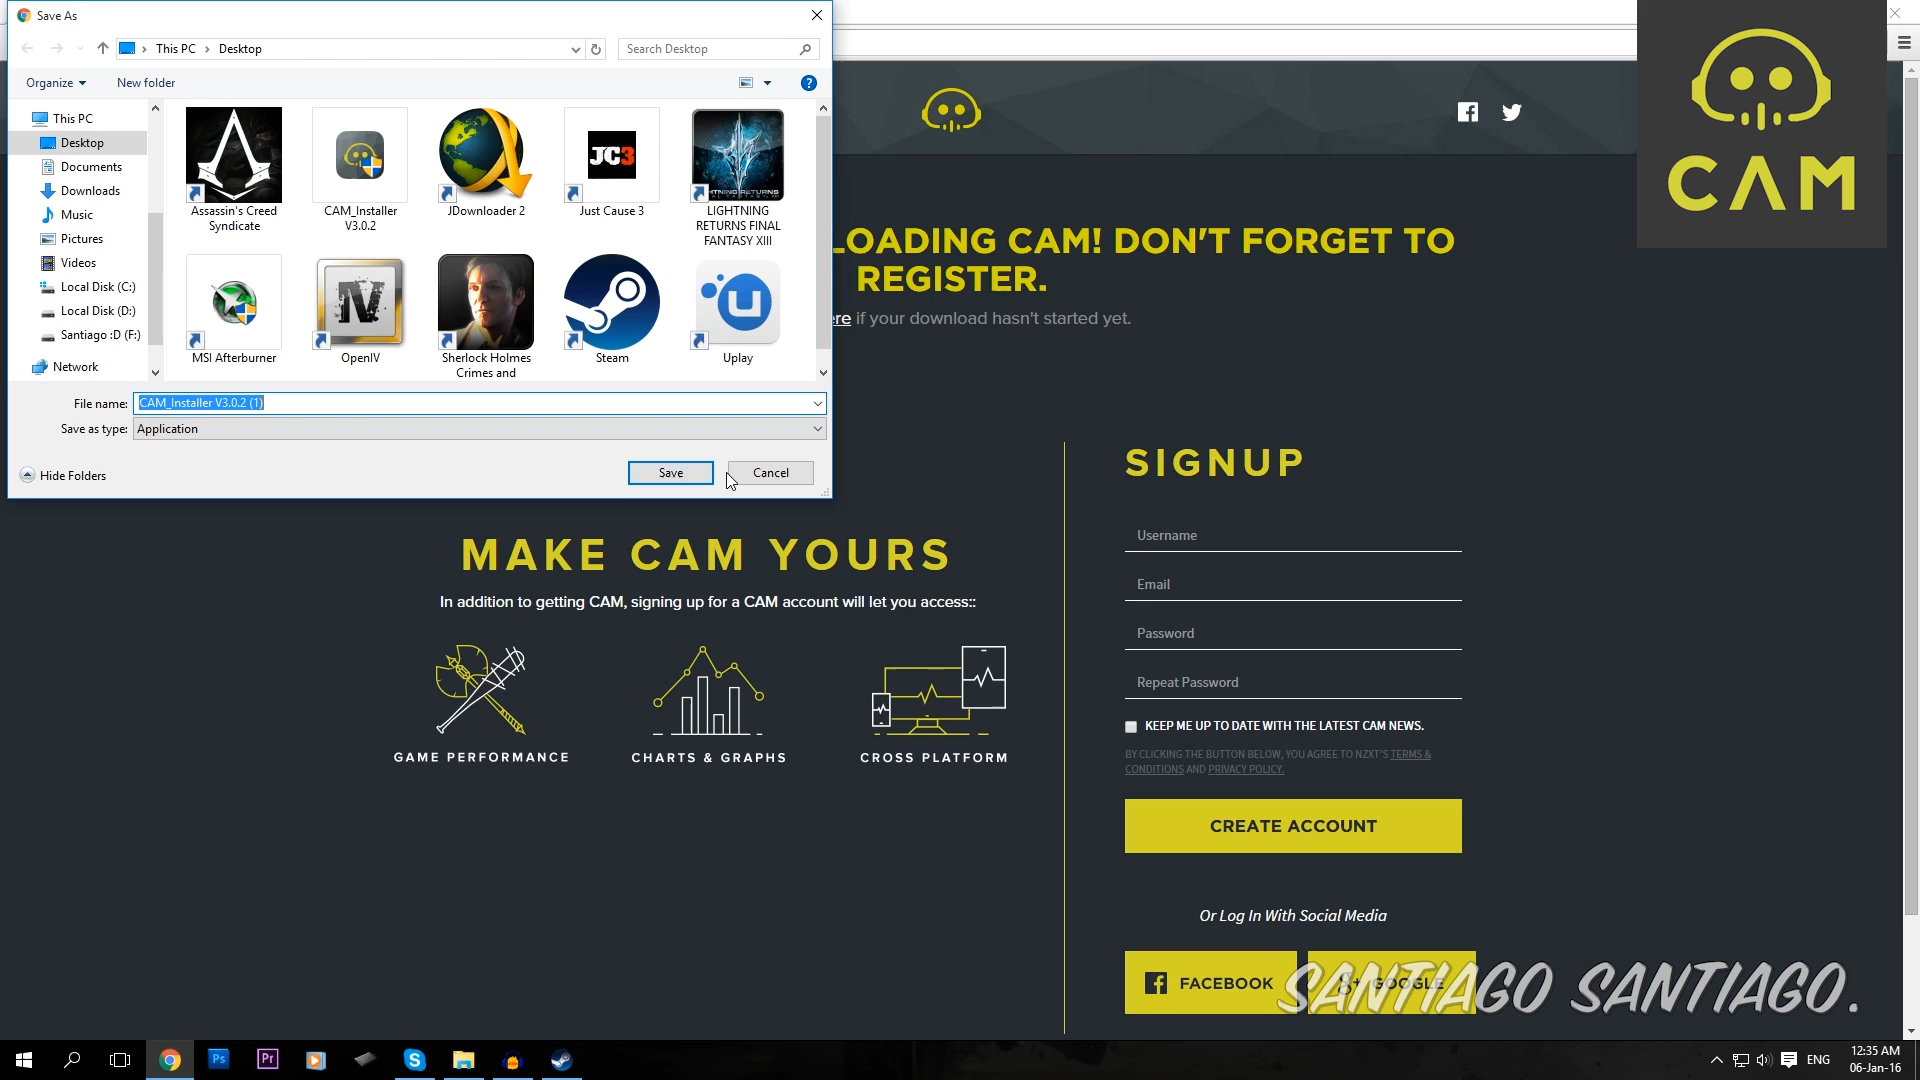 Save As
This PC
Desktop
Search Desktop
Organize
New folder
This PC
Desktop
Documents
Downloads
Music
Pictures
Videos
Local Disk (C:)
Local Disk (D:)
Santiago :D (F:)
Network
Assassin's Creed
Syndicate
CAM_Installer
V3.0.2
JDownloader 2
JC3
Just Cause 3
LIGHTNING
RETURNS FINAL
FANTASY XIII
MSI Afterburner
OpenIV
Sherlock Holmes
Crimes and
Steam
Uplay
File name:
CAM_Installer V3.0.2 (1)
Save as type:
Application
Hide Folders
Save
Cancel
CAM
LOADING CAM! DON'T FORGET TO
REGISTER.
ere if your download hasn't started yet.
MAKE CAM YOURS
In addition to getting CAM, signing up for a CAM account will let you access::
GAME PERFORMANCE
CHARTS & GRAPHS
CROSS PLATFORM
SIGNUP
Username
Email
Password
Repeat Password
KEEP ME UP TO DATE WITH THE LATEST CAM NEWS.
BY CLICKING THE BUTTON BELOW, YOU AGREE TO NZXT'S TERMS &
CONDITIONS AND PRIVACY POLICY.
CREATE ACCOUNT
Or Log In With Social Media
FACEBOOK
GOOGLE
SANTIAGO SANTIAGO.
Ps
Pr
ENG
12:35 AM
06-Jan-16